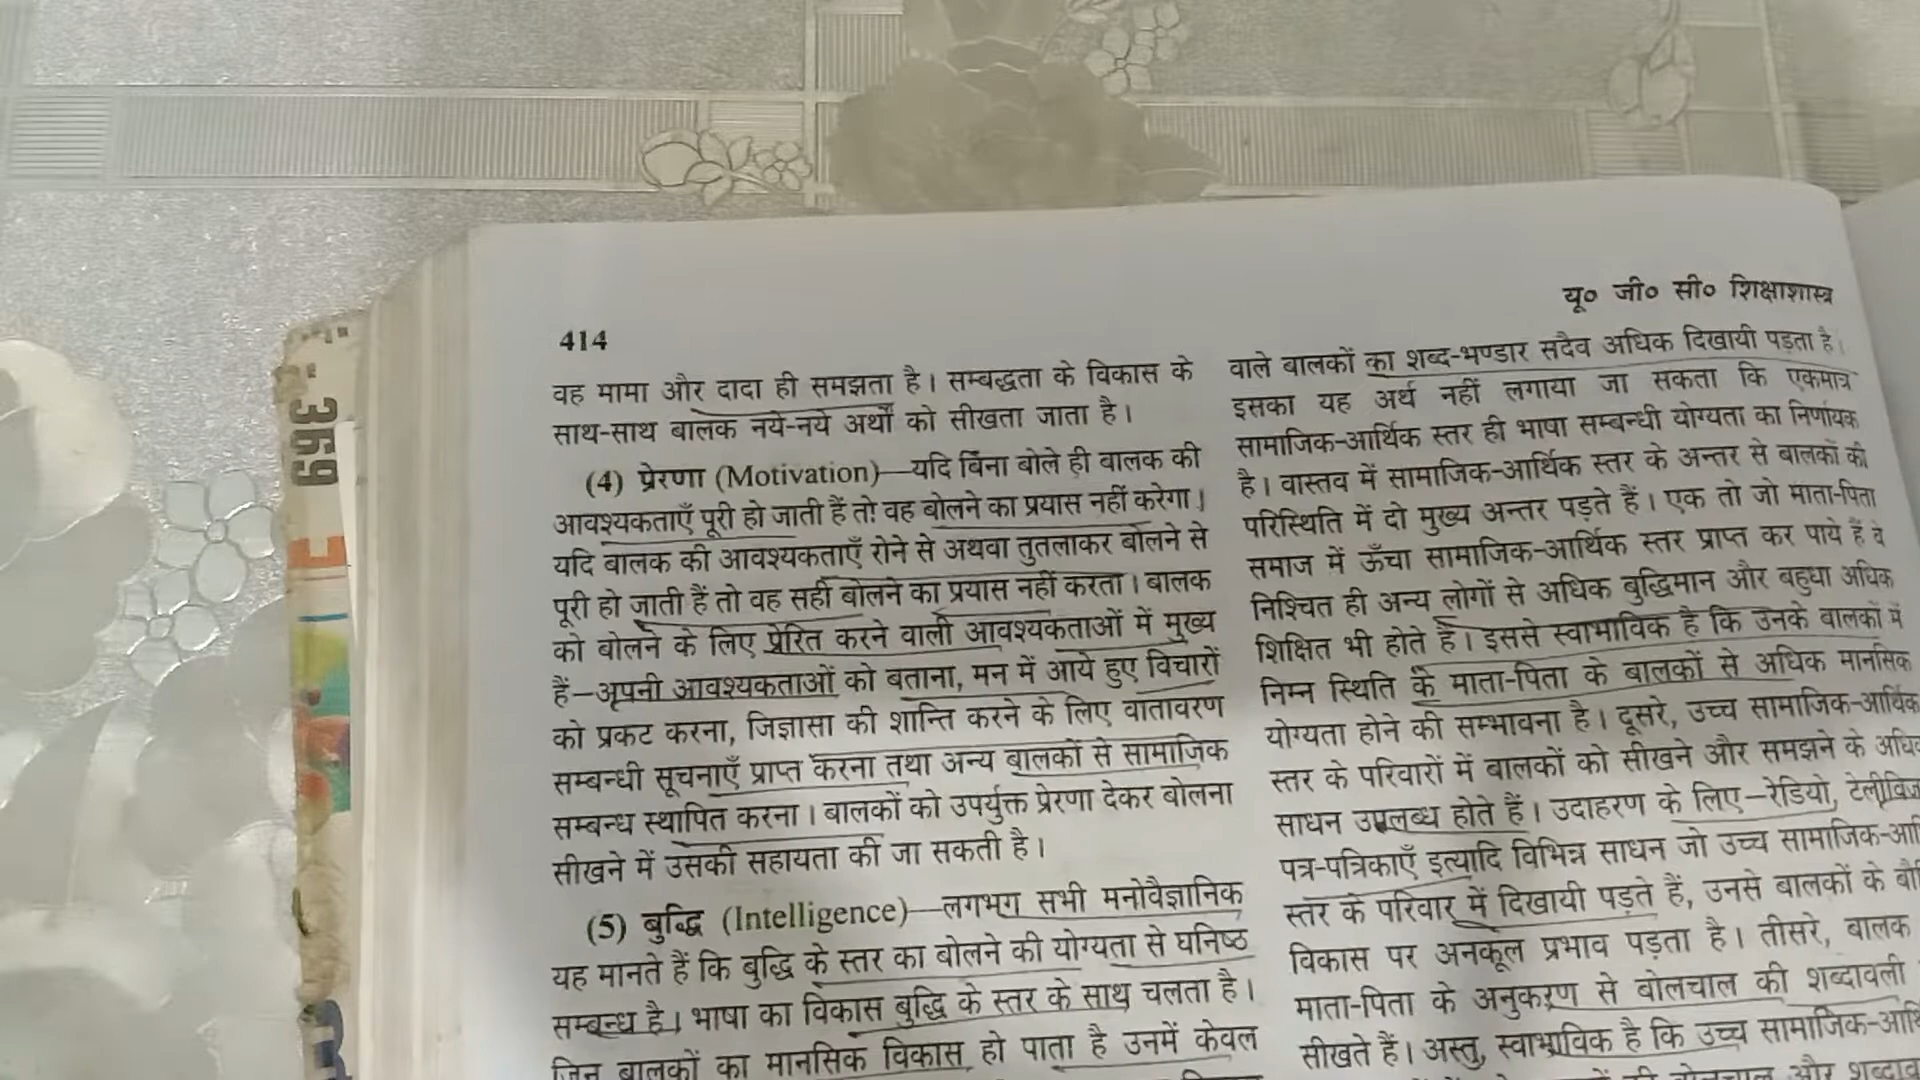 यू० जी० सी० शिक्षाशास्त्र
414
वह मामा और दादा ही समझता है। सम्बद्धता के विकास के
साथ-साथ बालक नये-नये अर्थों को सीखता जाता है।
(4) प्रेरणा (Motivation)—यदि बिना बोले ही बालक की
आवश्यकताएँ पूरी हो जाती हैं तो वह बोलने का प्रयास नहीं करेगा।
यदि बालक की आवश्यकताएँ रोने से अथवा तुतलाकर बोलने से
पूरी हो जाती हैं तो वह सही बोलने का प्रयास नहीं करता। बालक
को बोलने के लिए प्रेरित करने वाली आवश्यकताओं में मुख्य
हैं—अपनी आवश्यकताओं को बताना, मन में आये हुए विचारों
को प्रकट करना, जिज्ञासा की शान्ति करने के लिए वातावरण
सम्बन्धी सूचनाएँ प्राप्त करना तथा अन्य बालकों से सामाजिक
सम्बन्ध स्थापित करना। बालकों को उपर्युक्त प्रेरणा देकर बोलना
सीखने में उसकी सहायता की जा सकती है।
(5) बुद्धि (Intelligence)—लगभग सभी मनोवैज्ञानिक
यह मानते हैं कि बुद्धि के स्तर का बोलने की योग्यता से घनिष्ठ
सम्बन्ध है। भाषा का विकास बुद्धि के स्तर के साथ चलता है।
जिन बालकों का मानसिक विकास हो पाता है उनमें केवल
वाले बालकों का शब्द-भण्डार सदैव अधिक दिखायी पड़ता है।
इसका यह अर्थ नहीं लगाया जा सकता कि एकमात्र
सामाजिक-आर्थिक स्तर ही भाषा सम्बन्धी योग्यता का निर्णायक
है। वास्तव में सामाजिक-आर्थिक स्तर के अन्तर से बालकों की
परिस्थिति में दो मुख्य अन्तर पड़ते हैं। एक तो जो माता-पिता
समाज में ऊँचा सामाजिक-आर्थिक स्तर प्राप्त कर पाये हैं वे
निश्चित ही अन्य लोगों से अधिक बुद्धिमान और बहुधा अधिक
शिक्षित भी होते हैं। इससे स्वाभाविक है कि उनके बालकों में
निम्न स्थिति के माता-पिता के बालकों से अधिक मानसिक
योग्यता होने की सम्भावना है। दूसरे, उच्च सामाजिक-आर्थिक
स्तर के परिवारों में बालकों को सीखने और समझने के
साधन उपलब्ध होते हैं। उदाहरण के लिए—रेडियो,
पत्र-पत्रिकाएँ इत्यादि विभिन्न साधन जो उच्च
स्तर के परिवार में दिखायी पड़ते हैं, उनसे बालकों के
विकास पर अनुकूल प्रभाव पड़ता है। तीसरे, बालक
माता-पिता के अनुकरण से बोलचाल की शब्दावली
सीखते हैं। अस्तु, स्वाभाविक है कि उच्च
बोलचाल और
369